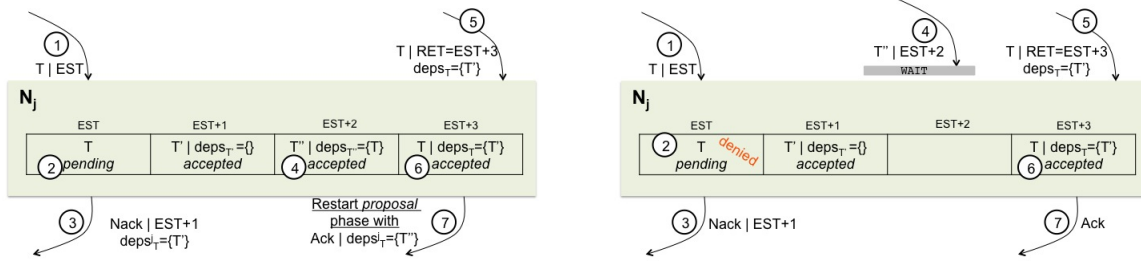 1
T | EST
5
T | RET=EST+3
deps_T={T'}
N_j
EST
EST+1
EST+2
EST+3
T
pending
2
T' | deps_T'={}
accepted
T'' | deps_T''={T}
accepted
4
T | deps_T={T'}
accepted
6
3
Nack | EST+1
deps^j_T={T'}
Restart proposal
phase with
Ack | deps^j_T={T''}
7
1
T | EST
4
T'' | EST+2
WAIT
5
T | RET=EST+3
deps_T={T'}
N_j
EST
EST+1
EST+2
EST+3
2
T
pending
denied
T' | deps_T'={}
accepted
T | deps_T={T'}
accepted
6
3
Nack | EST+1
7
Ack